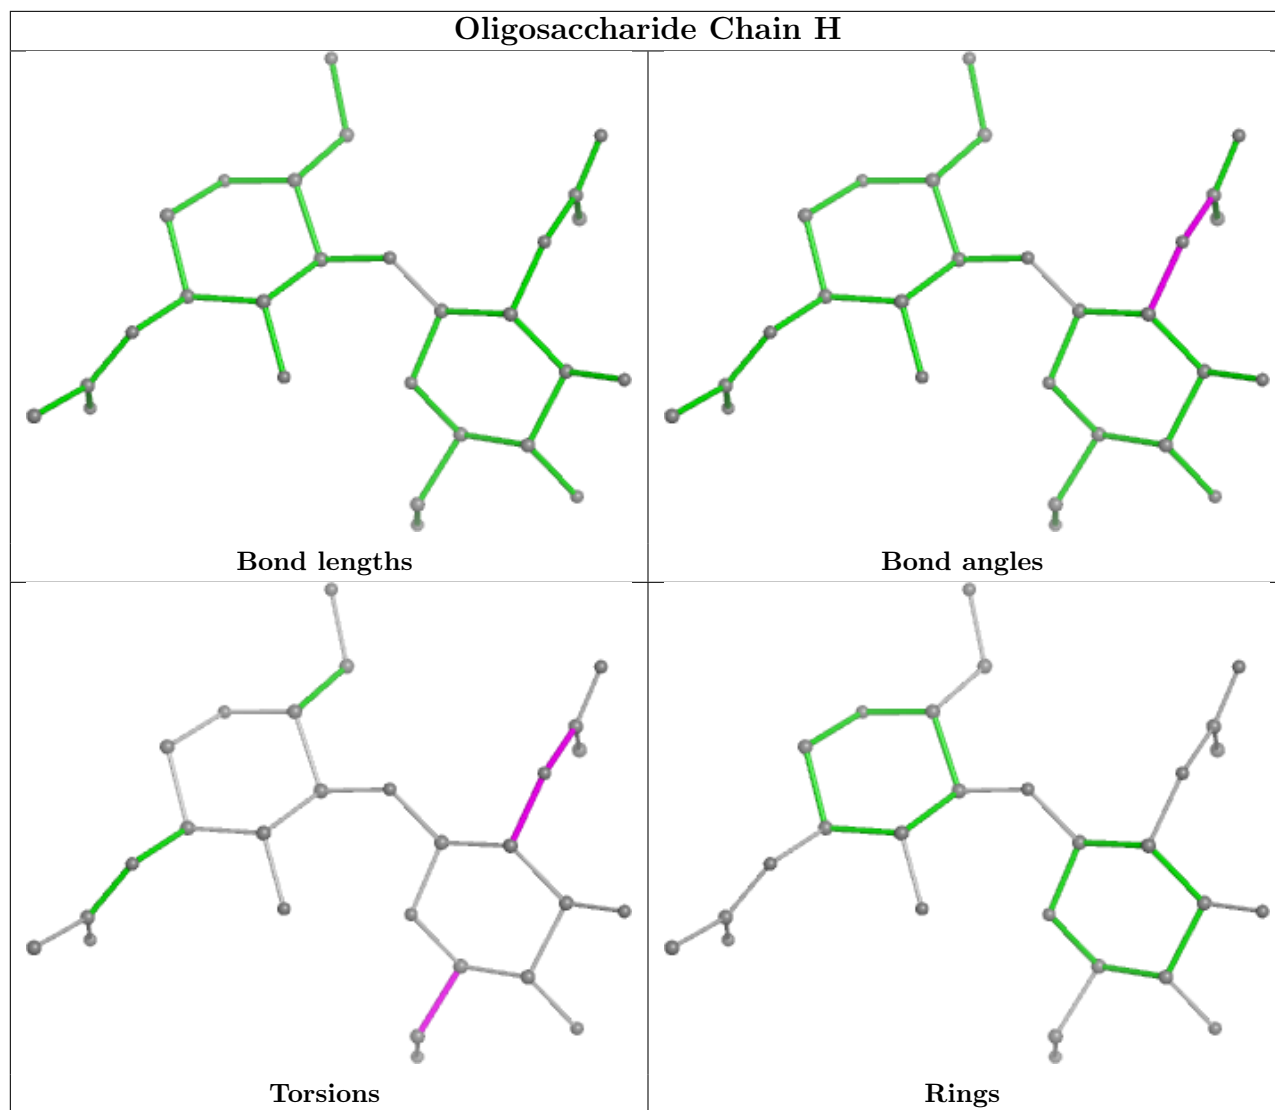 Oligosaccharide Chain H
Bond lengths
Bond angles
Torsions
Rings